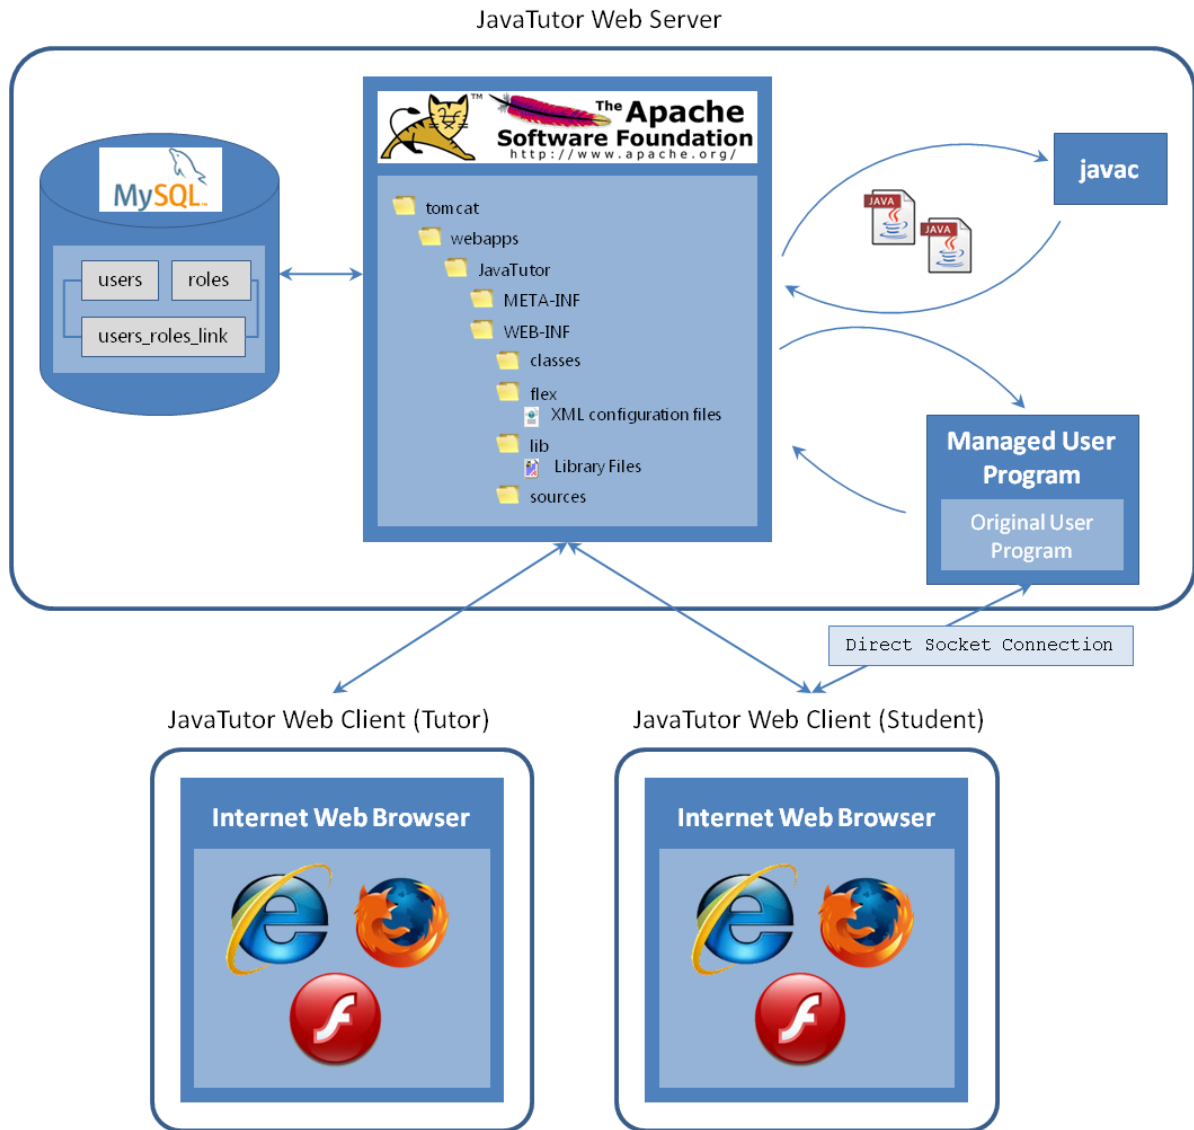 JavaTutor Web Server
TM
The Apache
Software Foundation
http://www.apache.org/
MySQL
TM
users
roles
users_roles_link
tomcat
webapps
JavaTutor
META-INF
WEB-INF
classes
flex
XML configuration files
lib
Library Files
sources
JAVA
JAVA
javac
Managed User
Program
Original User
Program
Direct Socket Connection
JavaTutor Web Client (Tutor)
Internet Web Browser
JavaTutor Web Client (Student)
Internet Web Browser